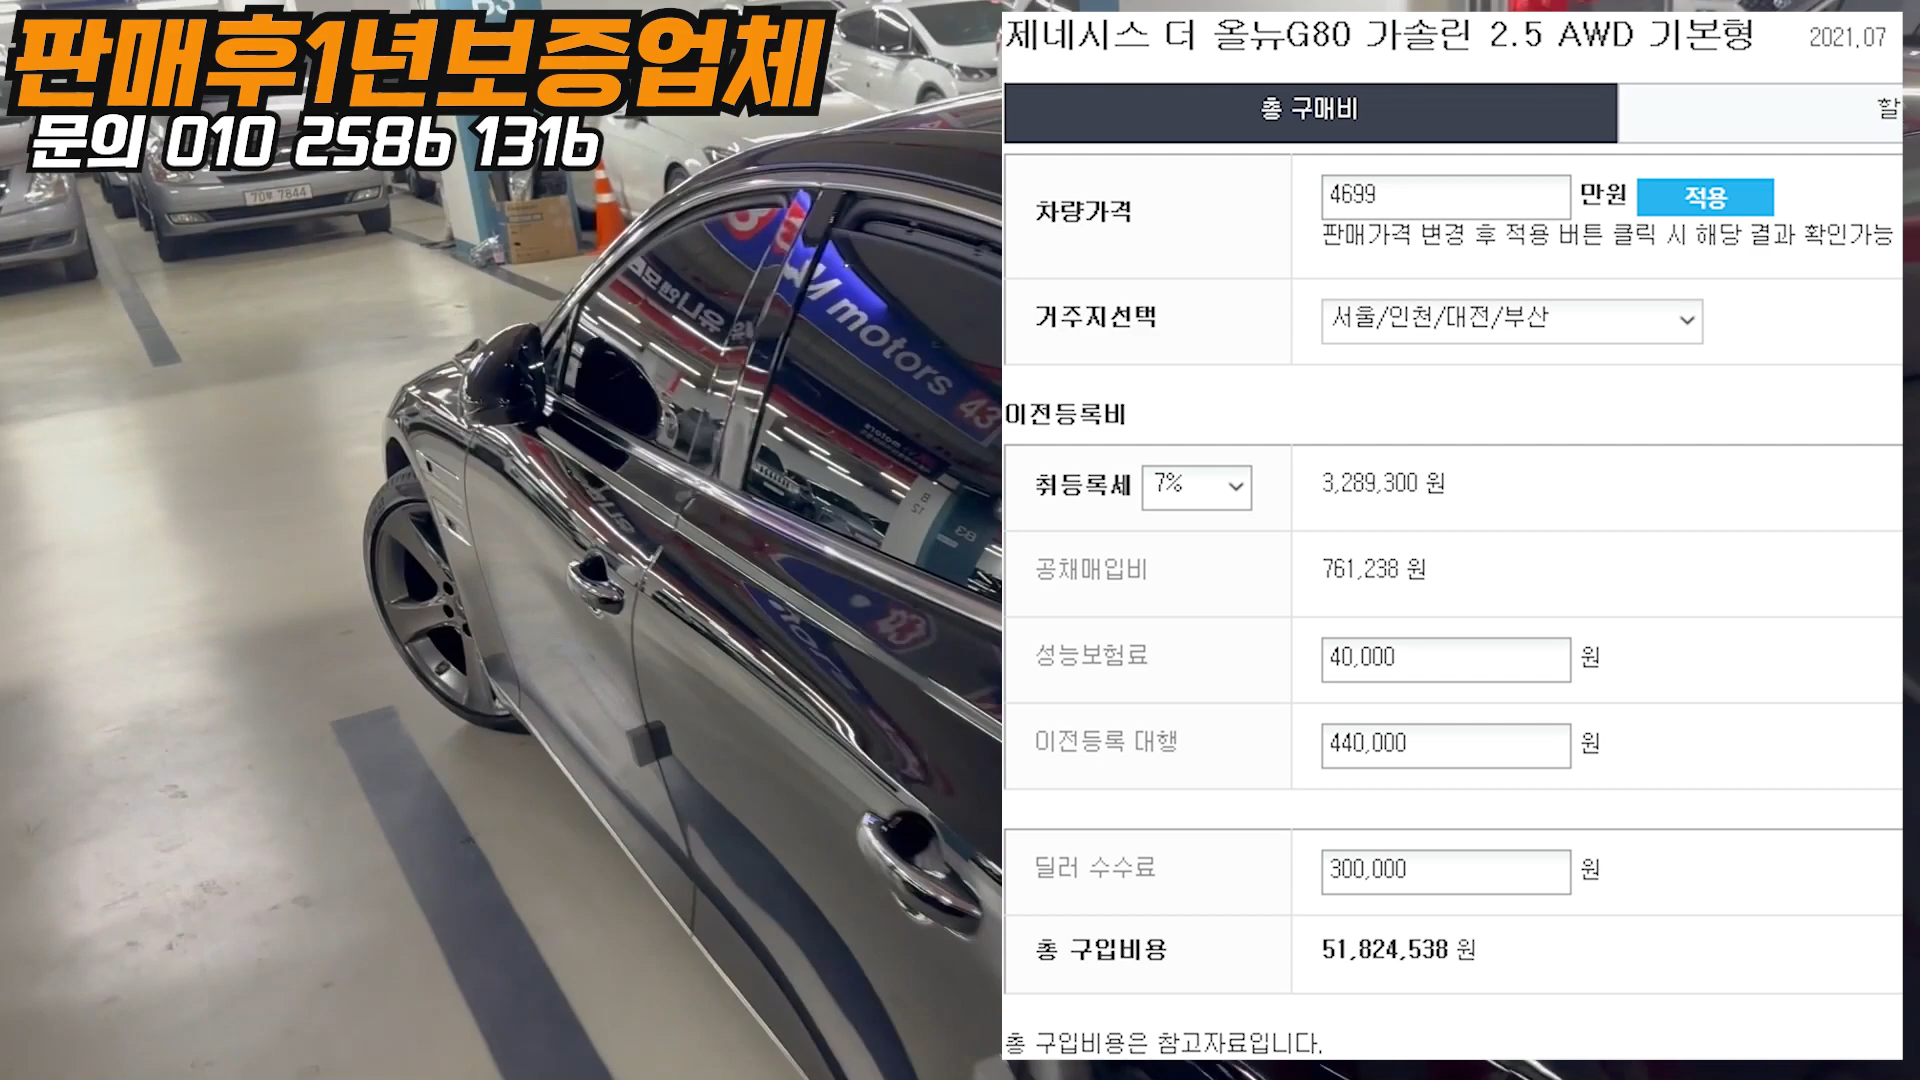 판매후1년보증업체
문의 010 2586 1316
70부 7844
M motors 43
B3
제네시스 더 올뉴G80 가솔린 2.5 AWD 기본형 2021.07
총 구매비 할
차량가격 4699 만원 적용
판매가격 변경 후 적용 버튼 클릭 시 해당 결과 확인가능
거주지선택 서울/인천/대전/부산
이전등록비
취등록세 7% 3,289,300 원
공채매입비 761,238 원
성능보험료 40,000 원
이전등록 대행 440,000 원
딜러 수수료 300,000 원
총 구입비용 51,824,538 원
총 구입비용은 참고자료입니다.